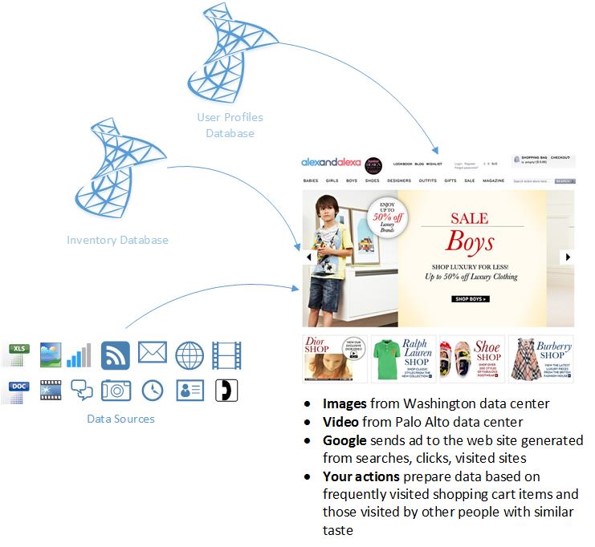 User Profiles
Database
Inventory Database
XLS
DOC
Data Sources
alexandalexa
LOOKBOOK BLOG WISHLIST
SHOPPING BAG CHECKOUT
BABIES GIRLS BOYS SHOES DESIGNERS OUTFITS GIFTS SALE MAGAZINE
ENJOY
UP TO
50% off
Luxury
Brands
SALE
Boys
SHOP LUXURY FOR LESS!
Up to 50% off Luxury Clothing
SHOP BOYS
Dior
SHOP
Ralph
Lauren
SHOP
Shoe
SHOP
Burberry
SHOP
• Images from Washington data center
• Video from Palo Alto data center
• Google sends ad to the web site generated
from searches, clicks, visited sites
• Your actions prepare data based on
frequently visited shopping cart items and
those visited by other people with similar
taste